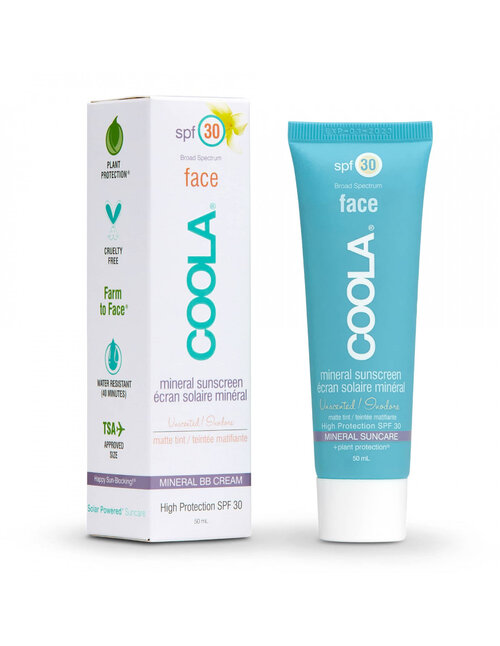 PLANT
PROTECTION®
CRUELTY
FREE
Farm
to Face®
WATER RESISTANT
(40 MINUTES)
TSA
APPROVED
SIZE
Happy Sun-Blocking!®
Solar Powered® Suncare
spf 30
Broad Spectrum
face
COOLA®
mineral sunscreen
écran solaire minéral
Unscented / Inodore
matte tint / teintée matifiante
MINERAL BB CREAM
High Protection SPF 30
50 mL
spf 30
Broad Spectrum
face
COOLA®
mineral sunscreen
écran solaire minéral
Unscented / Inodore
matte tint / teintée matifiante
High Protection SPF 30
MINERAL SUNCARE
+plant protection®
50 mL